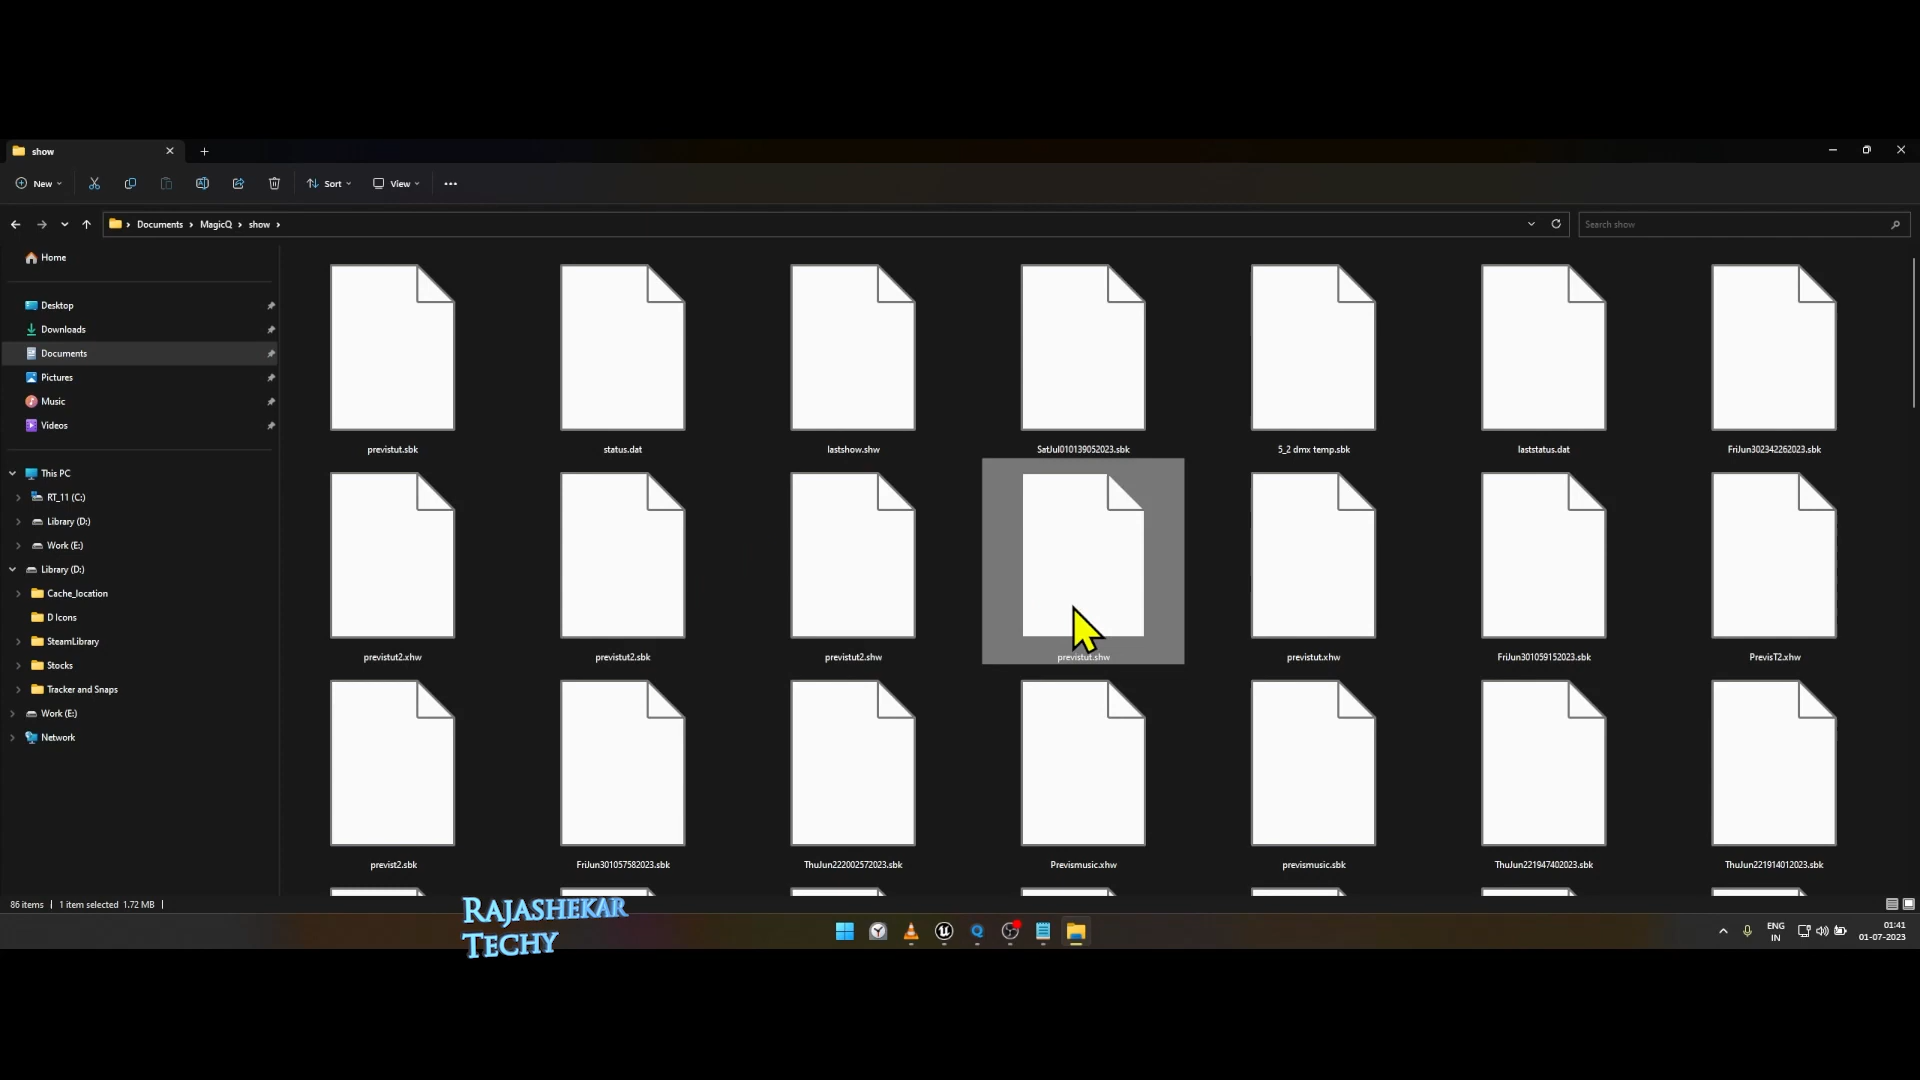 show
New
Sort
View
Documents
MagicQ
show
Search show
Home
Desktop
Downloads
Documents
Pictures
Music
Videos
This PC
RT_11 (C:)
Library (D:)
Work (E:)
Library (D:)
Cache_location
D Icons
SteamLibrary
Stocks
Tracker and Snaps
Work (E:)
Network
previstut.sbk
status.dat
lastshow.shw
SatJul010139052023.sbk
5_2 dmx temp.sbk
laststatus.dat
FriJun302342262023.sbk
previstut2.xhw
previstut2.sbk
previstut2.shw
previstut.shw
previstut.xhw
FriJun301059152023.sbk
PrevisT2.xhw
previst2.sbk
FriJun301057582023.sbk
ThuJun222002572023.sbk
Prevismusic.xhw
prevismusic.sbk
ThuJun221947402023.sbk
ThuJun221914012023.sbk
86 items
1 item selected 1.72 MB
Rajashekar
Techy
ENG
IN
01:41
01-07-2023